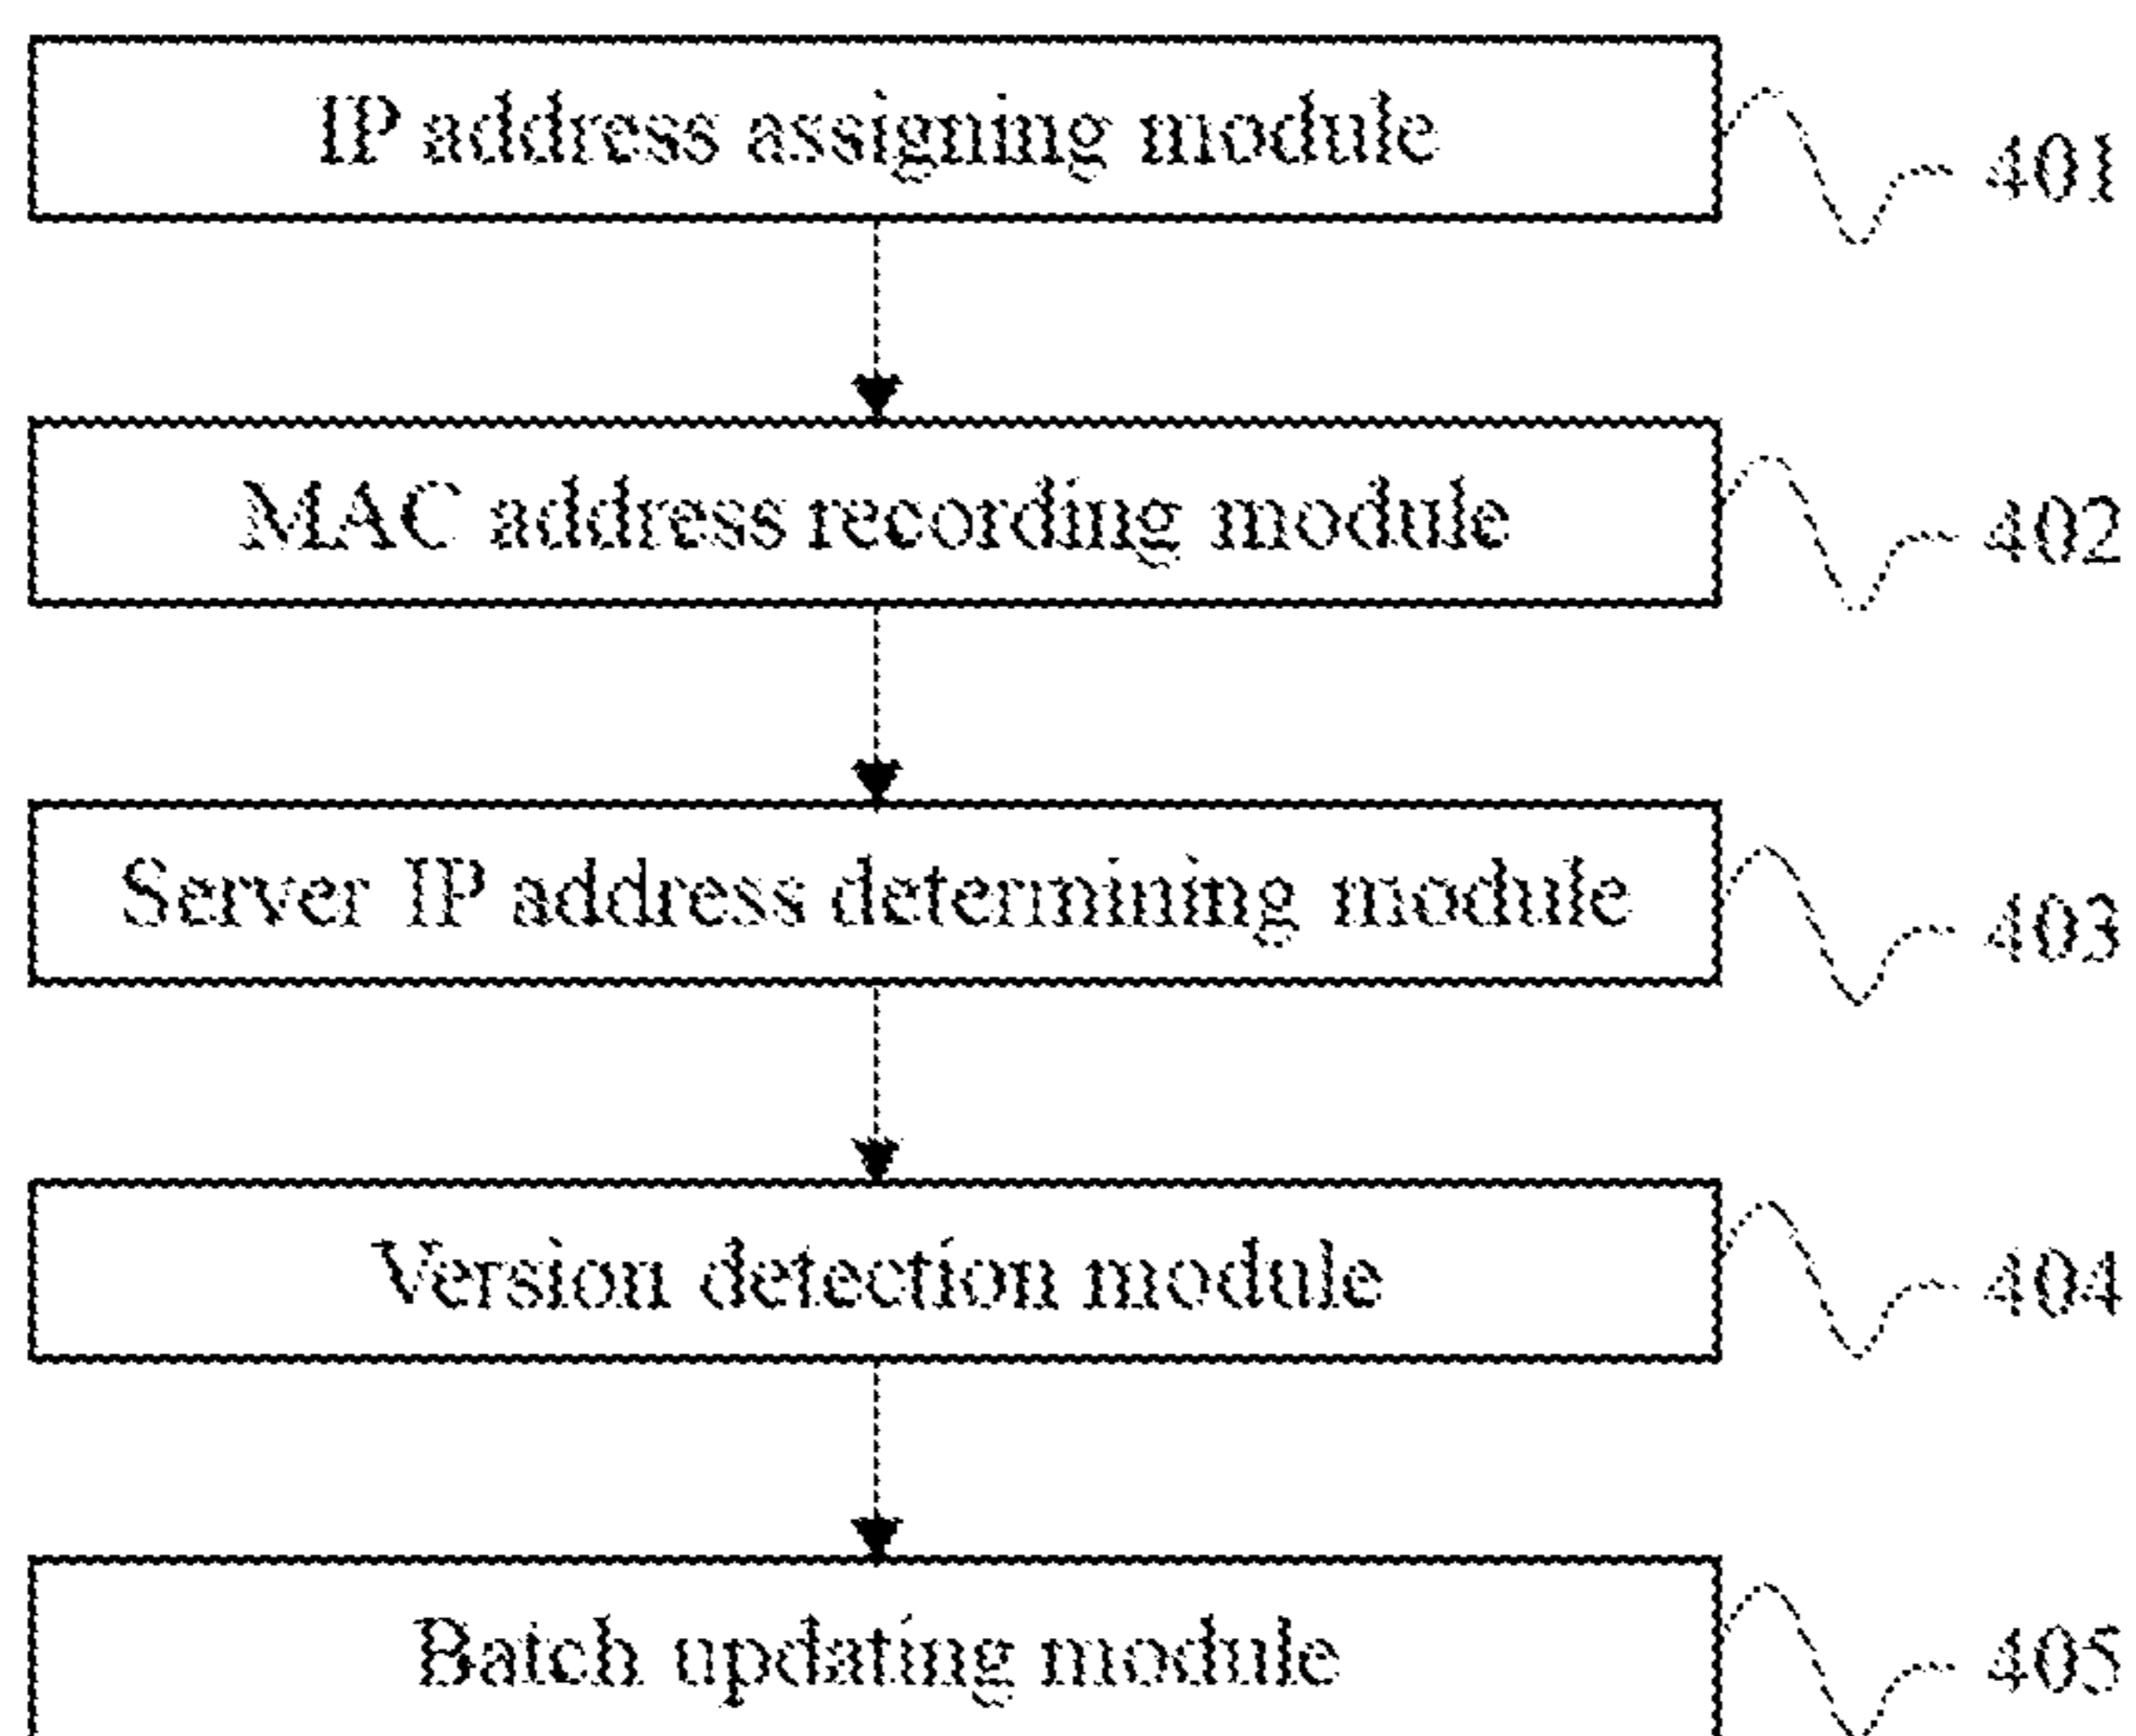 IP address assigning module
401
MAC address recording module
402
Server IP address determining module
403
Version detection module
404
Batch updating module
405